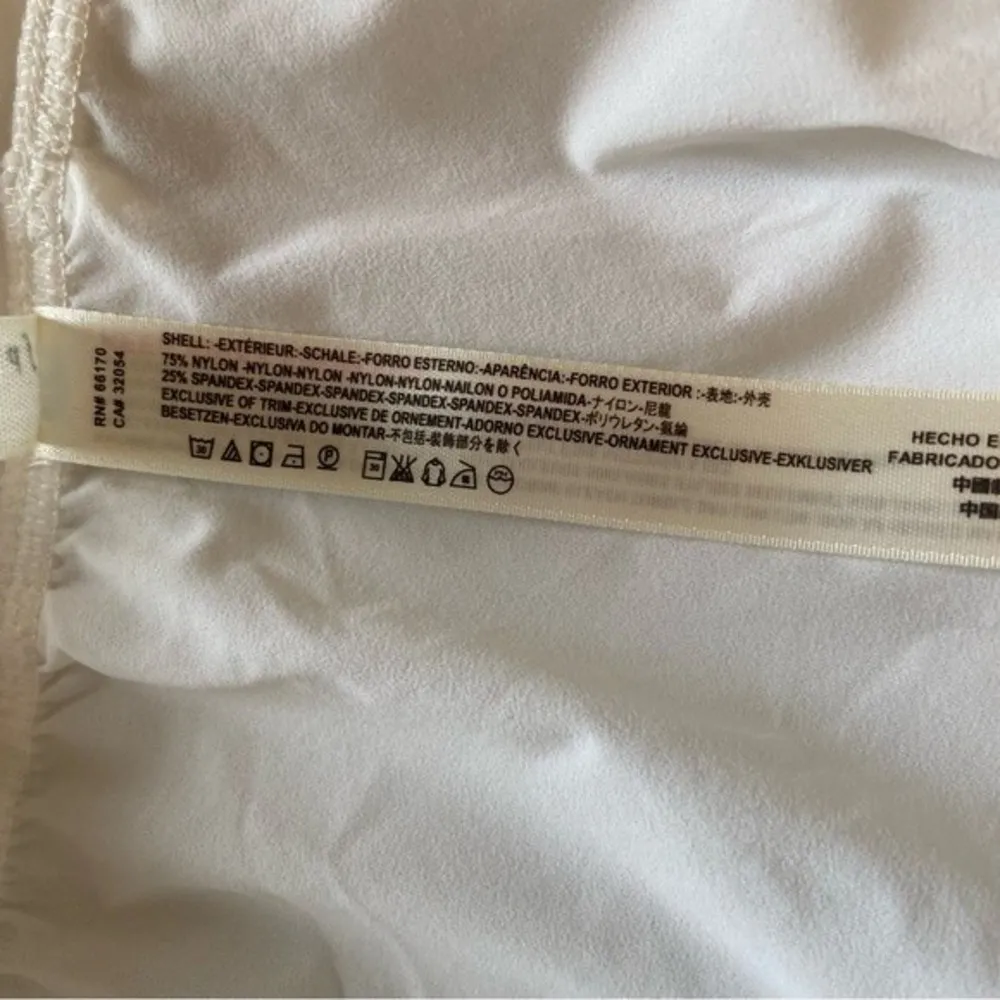 RN# 66170
CA# 32054
SHELL: -EXTÉRIEUR:-SCHALE:-FORRO ESTERNO:-APARÊNCIA:-FORRO EXTERIOR :-表地:-外壳
75% NYLON -NYLON-NYLON -NYLON-NYLON-NAILON O POLIAMIDA-ナイロン-尼龍
25% SPANDEX-SPANDEX-SPANDEX-SPANDEX-SPANDEX-SPANDEX-ポリウレタン-氨綸
EXCLUSIVE OF TRIM-EXCLUSIVE DE ORNEMENT-ADORNO EXCLUSIVE-ORNAMENT EXCLUSIVE-EXKLUSIVER
BESETZEN-EXCLUSIVA DO MONTAR-不包括-装飾部分を除く
30
P
30
HECHO E
FABRICADO
中國
中国